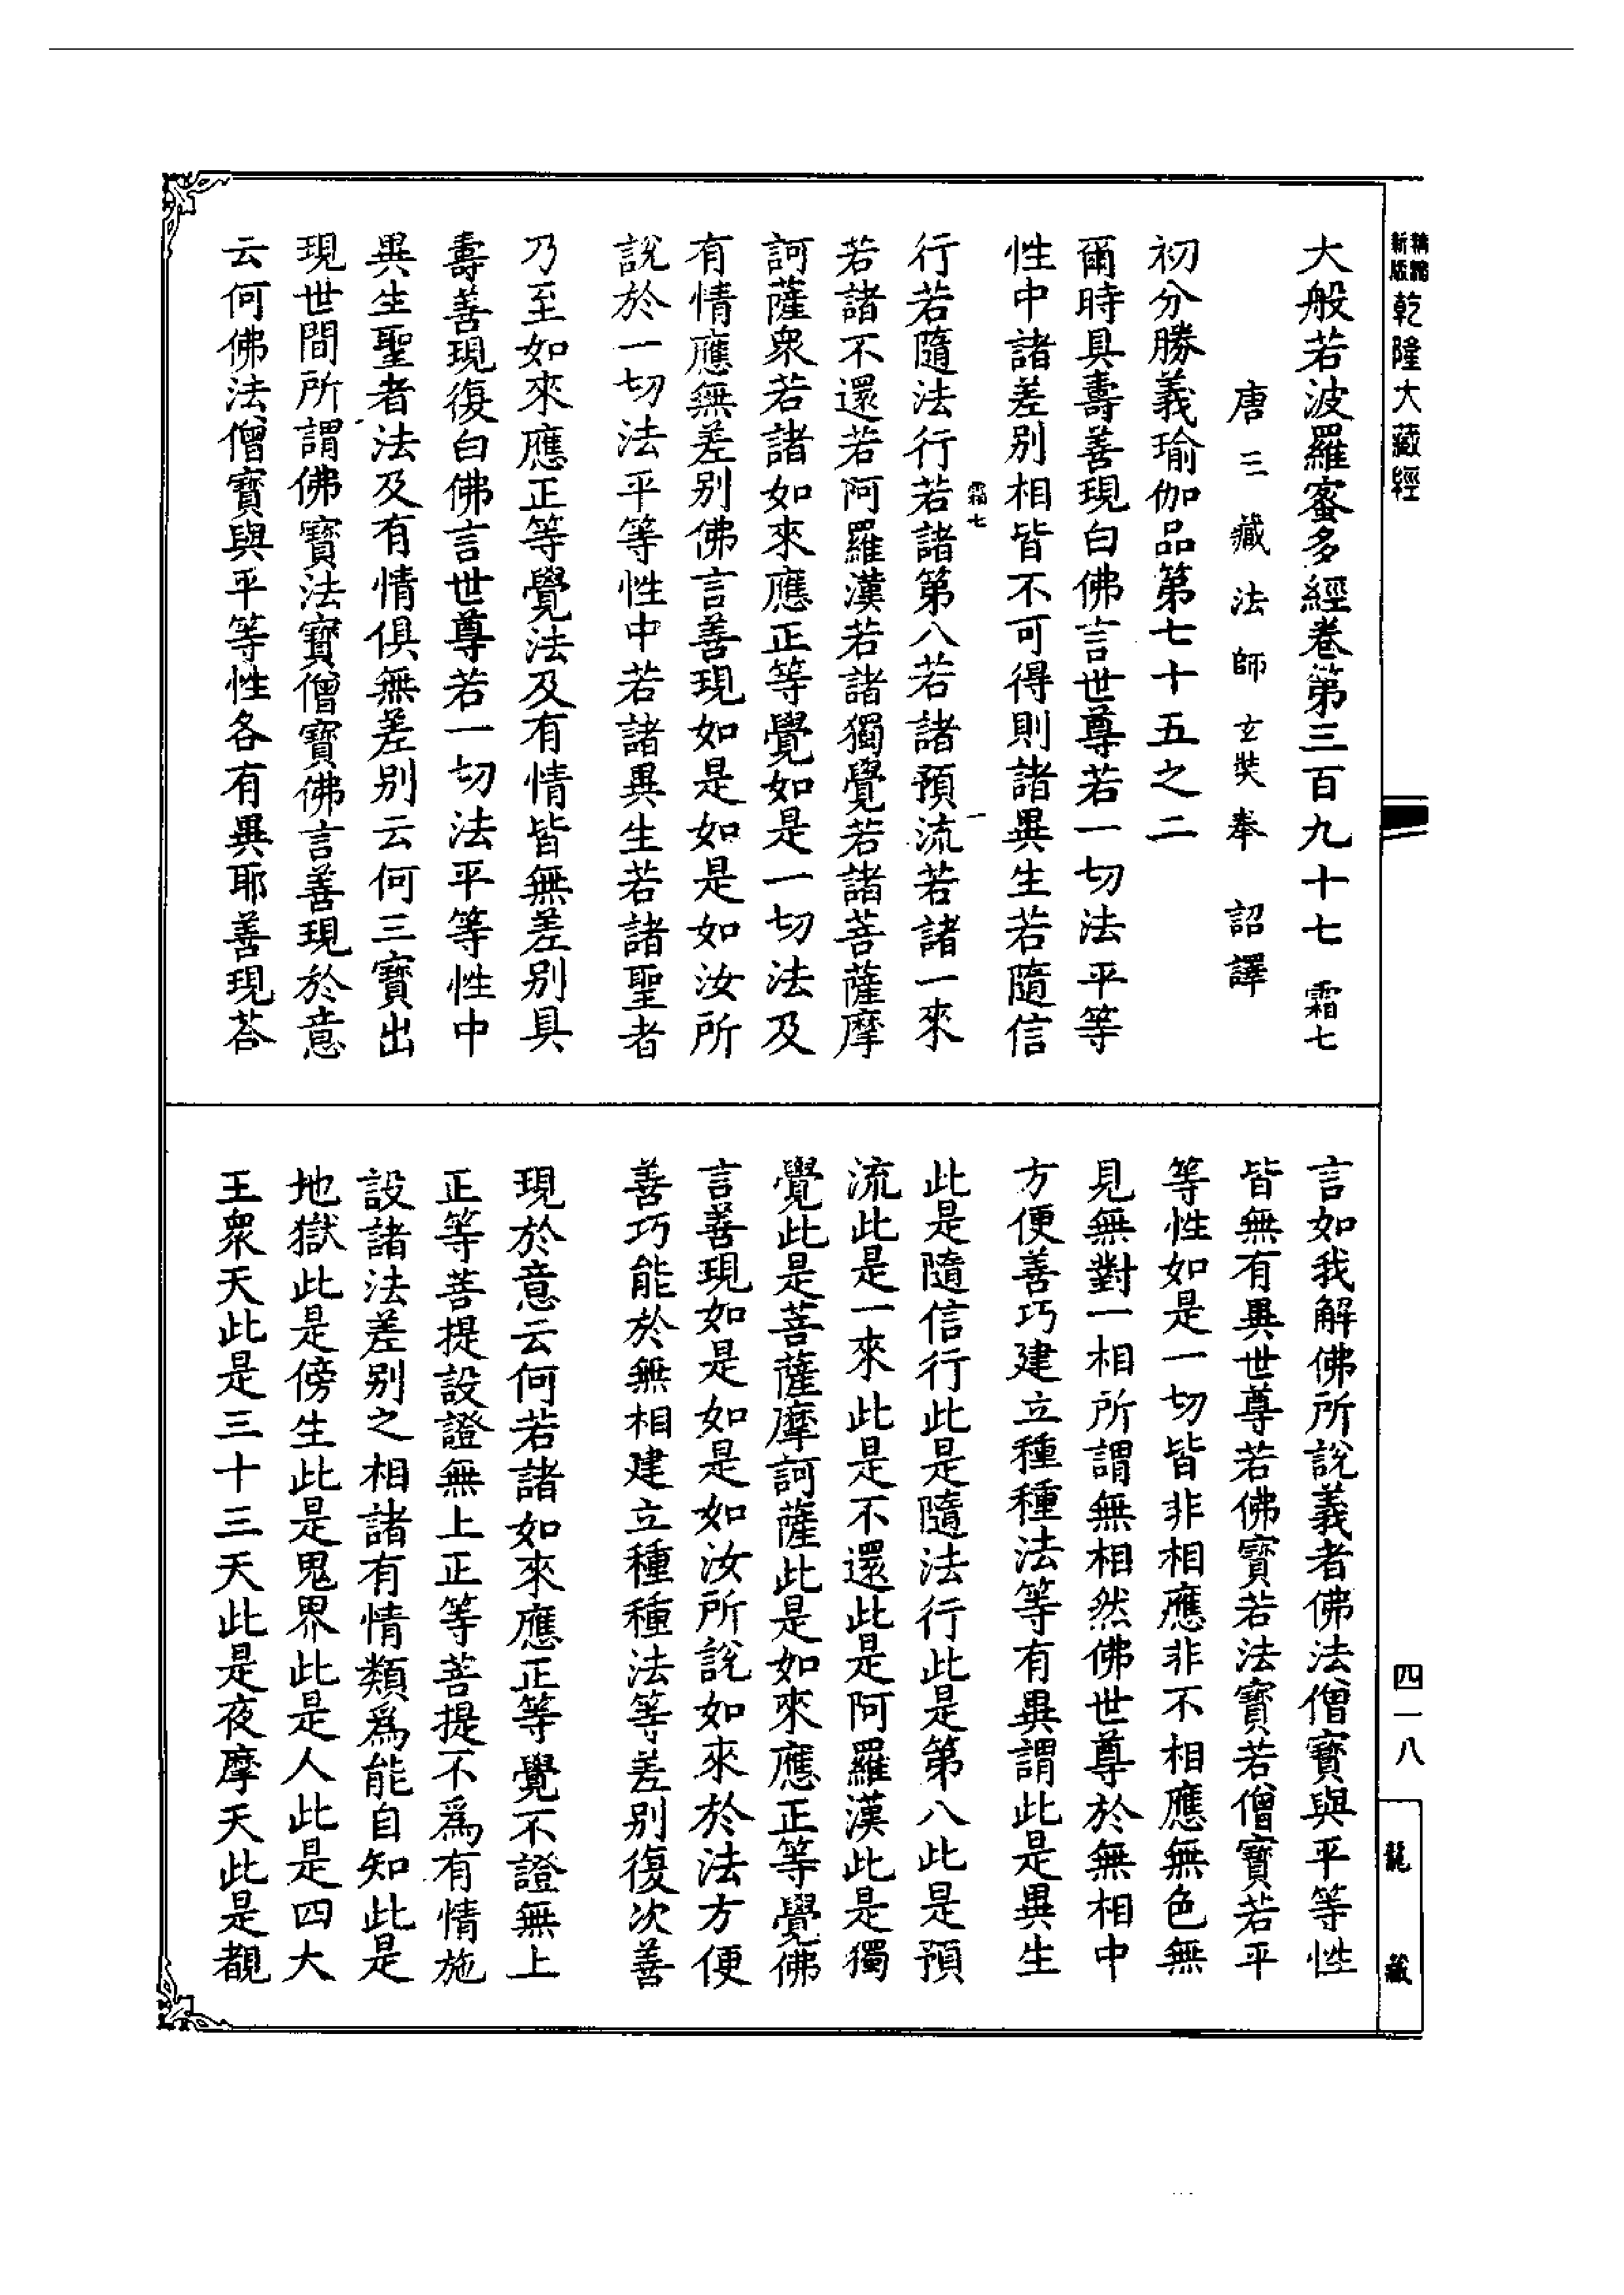 精縮新版 乾隆大藏經
大般若波羅蜜多經卷第三百九十七 霜七
唐三藏法師玄奘奉 詔譯
初分勝義瑜伽品第七十五之二
爾時具壽善現白佛言世尊若一切法平等
性中諸差別相皆不可得則諸異生若隨信
霜七 一
行若隨法行若諸第八若諸預流若諸一來
若諸不還若阿羅漢若諸獨覺若諸菩薩摩
訶薩衆若諸如來應正等覺如是一切法及
有情應無差別佛言善現如是如是如汝所
說於一切法平等性中若諸異生若諸聖者
乃至如來應正等覺法及有情皆無差別具
壽善現復白佛言世尊若一切法平等性中
異生聖者法及有情俱無差別云何三寶出
現世間所謂佛寶法寶僧寶佛言善現於意
云何佛法僧寶與平等性各有異耶善現荅
言如我解佛所說義者佛法僧寶與平等性
皆無有異世尊若佛寶若法寶若僧寶若平
等性如是一切皆非相應非不相應無色無
見無對一相所謂無相然佛世尊於無相中
方便善巧建立種種法等有異謂此是異生
此是隨信行此是隨法行此是第八此是預
流此是一來此是不還此是阿羅漢此是獨
覺此是菩薩摩訶薩此是如來應正等覺佛
言善現如是如是如汝所說如來於法方便
善巧能於無相建立種種法等差別復次善
現於意云何若諸如來應正等覺不證無上
正等菩提設證無上正等菩提不爲有情施
設諸法差別之相諸有情類爲能自知此是
地獄此是傍生此是鬼界此是人此是四大
王衆天此是三十三天此是夜摩天此是覩
四一八
龍藏